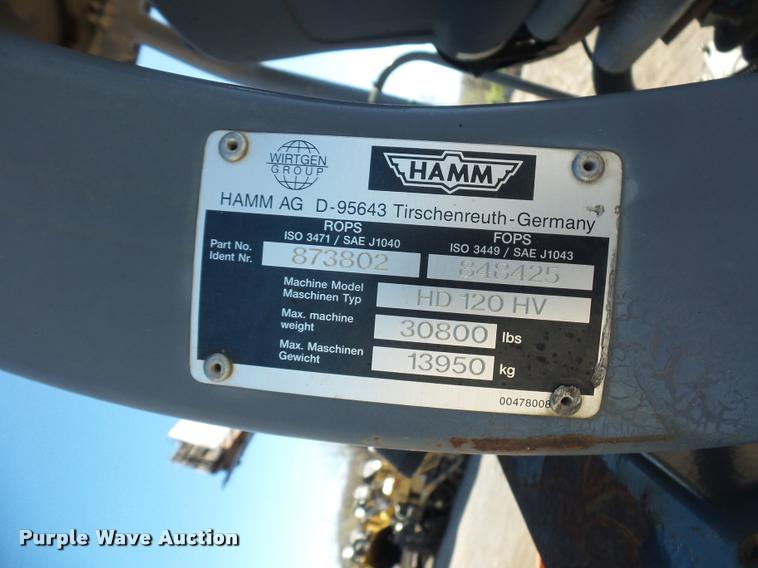 WIRTGEN
GROUP
HAMM
HAMM AG D-95643 Tirschenreuth-Germany
ROPS
ISO 3471 / SAE J1040
FOPS
ISO 3449 / SAE J1043
Part No.
Ident Nr.
873802
848425
Machine Model
Maschinen Typ
HD 120 HV
Max. machine
weight
30800 lbs
Max. Maschinen
Gewicht
13950 kg
00478008
Purple Wave Auction